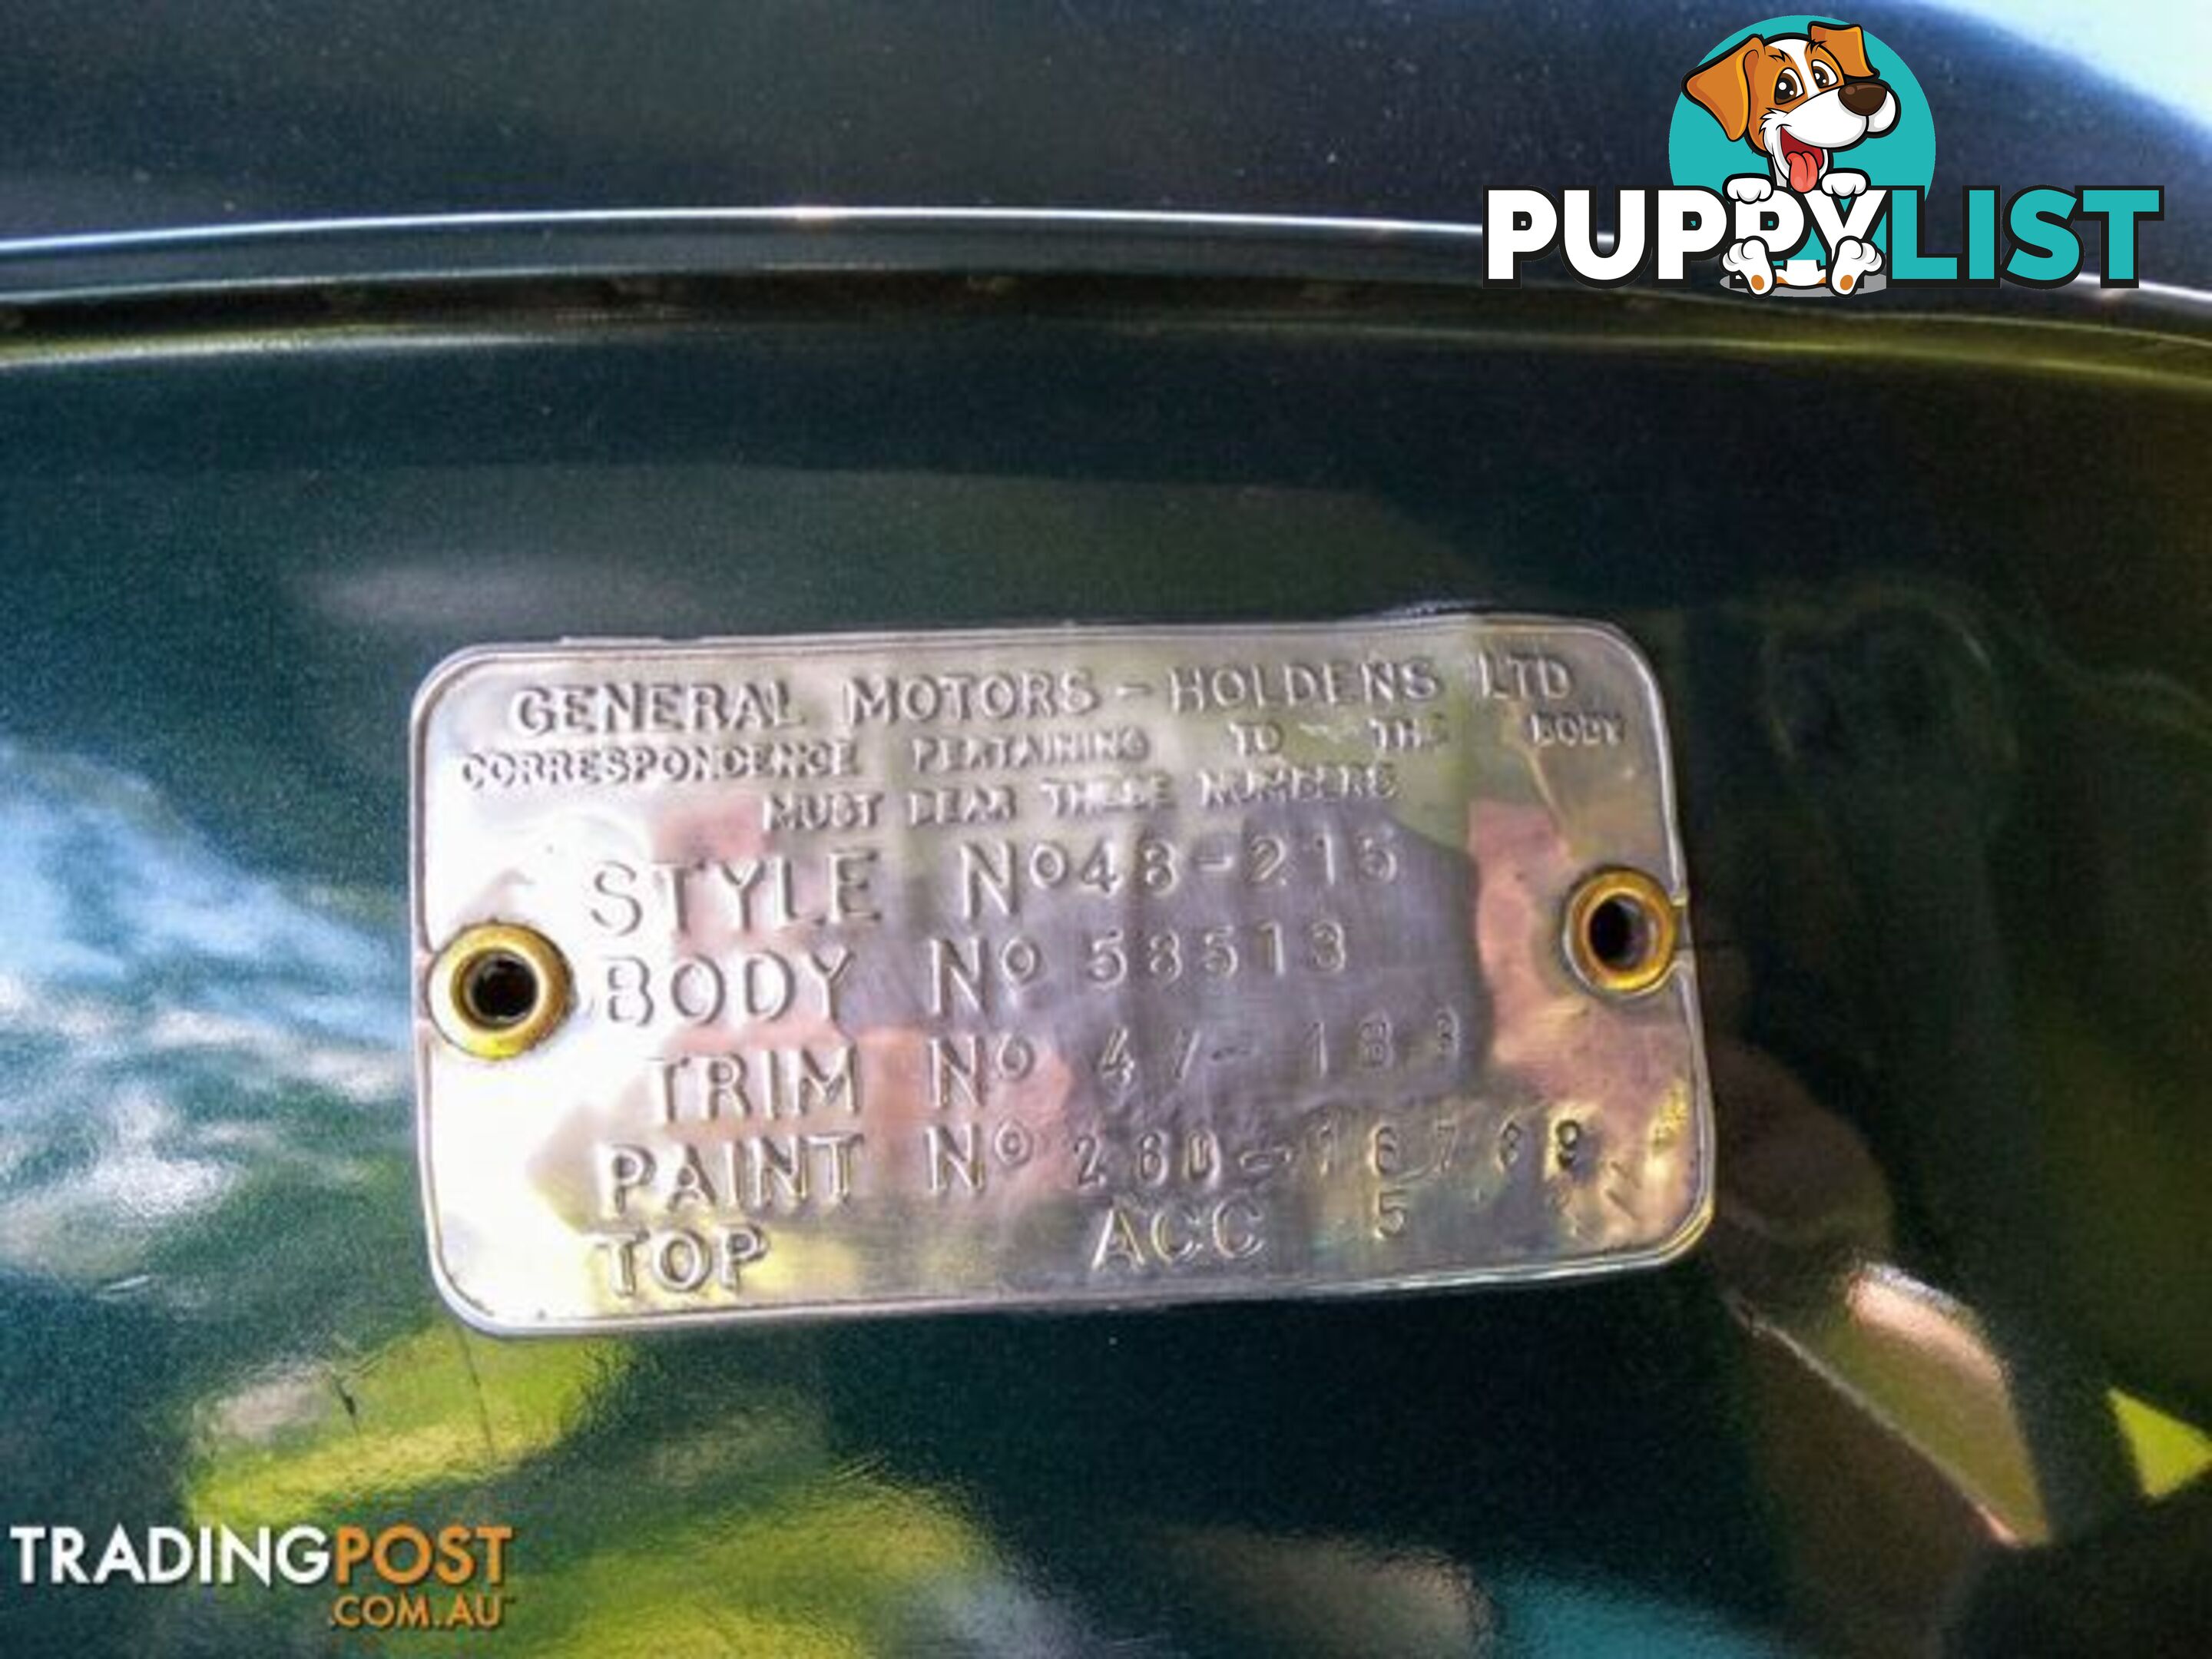 PUPPYLIST
GENERAL MOTORS - HOLDENS LTD
CORRESPONDENCE PERTAINING TO THE BODY
MUST BEAR THESE NUMBERS
STYLE Nº 48-215
BODY Nº 58513
TRIM Nº
PAINT Nº
TOP ACC 5
TRADINGPOST
.COM.AU